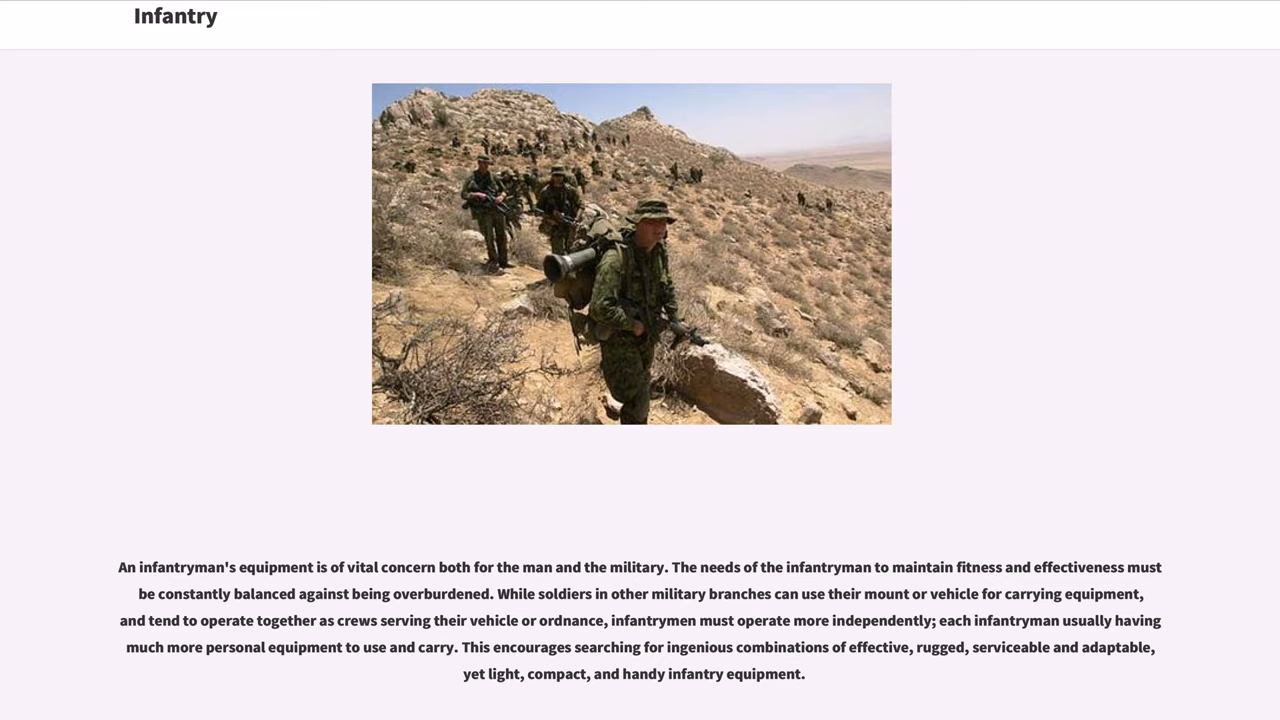 Infantry
An infantryman's equipment is of vital concern both for the man and the military. The needs of the infantryman to maintain fitness and effectiveness must
be constantly balanced against being overburdened. While soldiers in other military branches can use their mount or vehicle for carrying equipment,
and tend to operate together as crews serving their vehicle or ordnance, infantrymen must operate more independently; each infantryman usually having
much more personal equipment to use and carry. This encourages searching for ingenious combinations of effective, rugged, serviceable and adaptable,
yet light, compact, and handy infantry equipment.